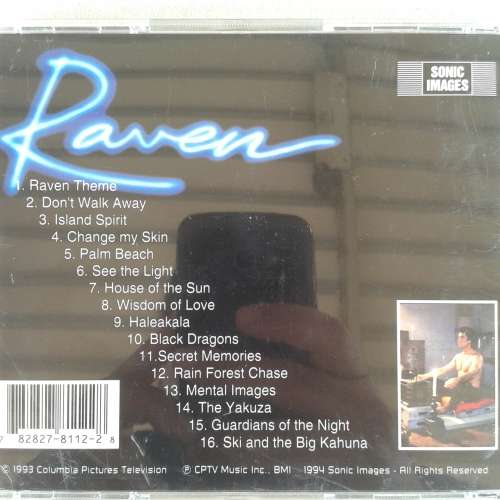 SONIC
IMAGES
Raven
1. Raven Theme
2. Don't Walk Away
3. Island Spirit
4. Change my Skin
5. Palm Beach
6. See the Light
7. House of the Sun
8. Wisdom of Love
9. Haleakala
10. Black Dragons
11.Secret Memories
12. Rain Forest Chase
13. Mental Images
14. The Yakuza
15. Guardians of the Night
16. Ski and the Big Kahuna
7 82827-8112-2 8
© 1993 Columbia Pictures Television ℗ CPTV Music Inc., BMI 1994 Sonic Images - All Rights Reserved